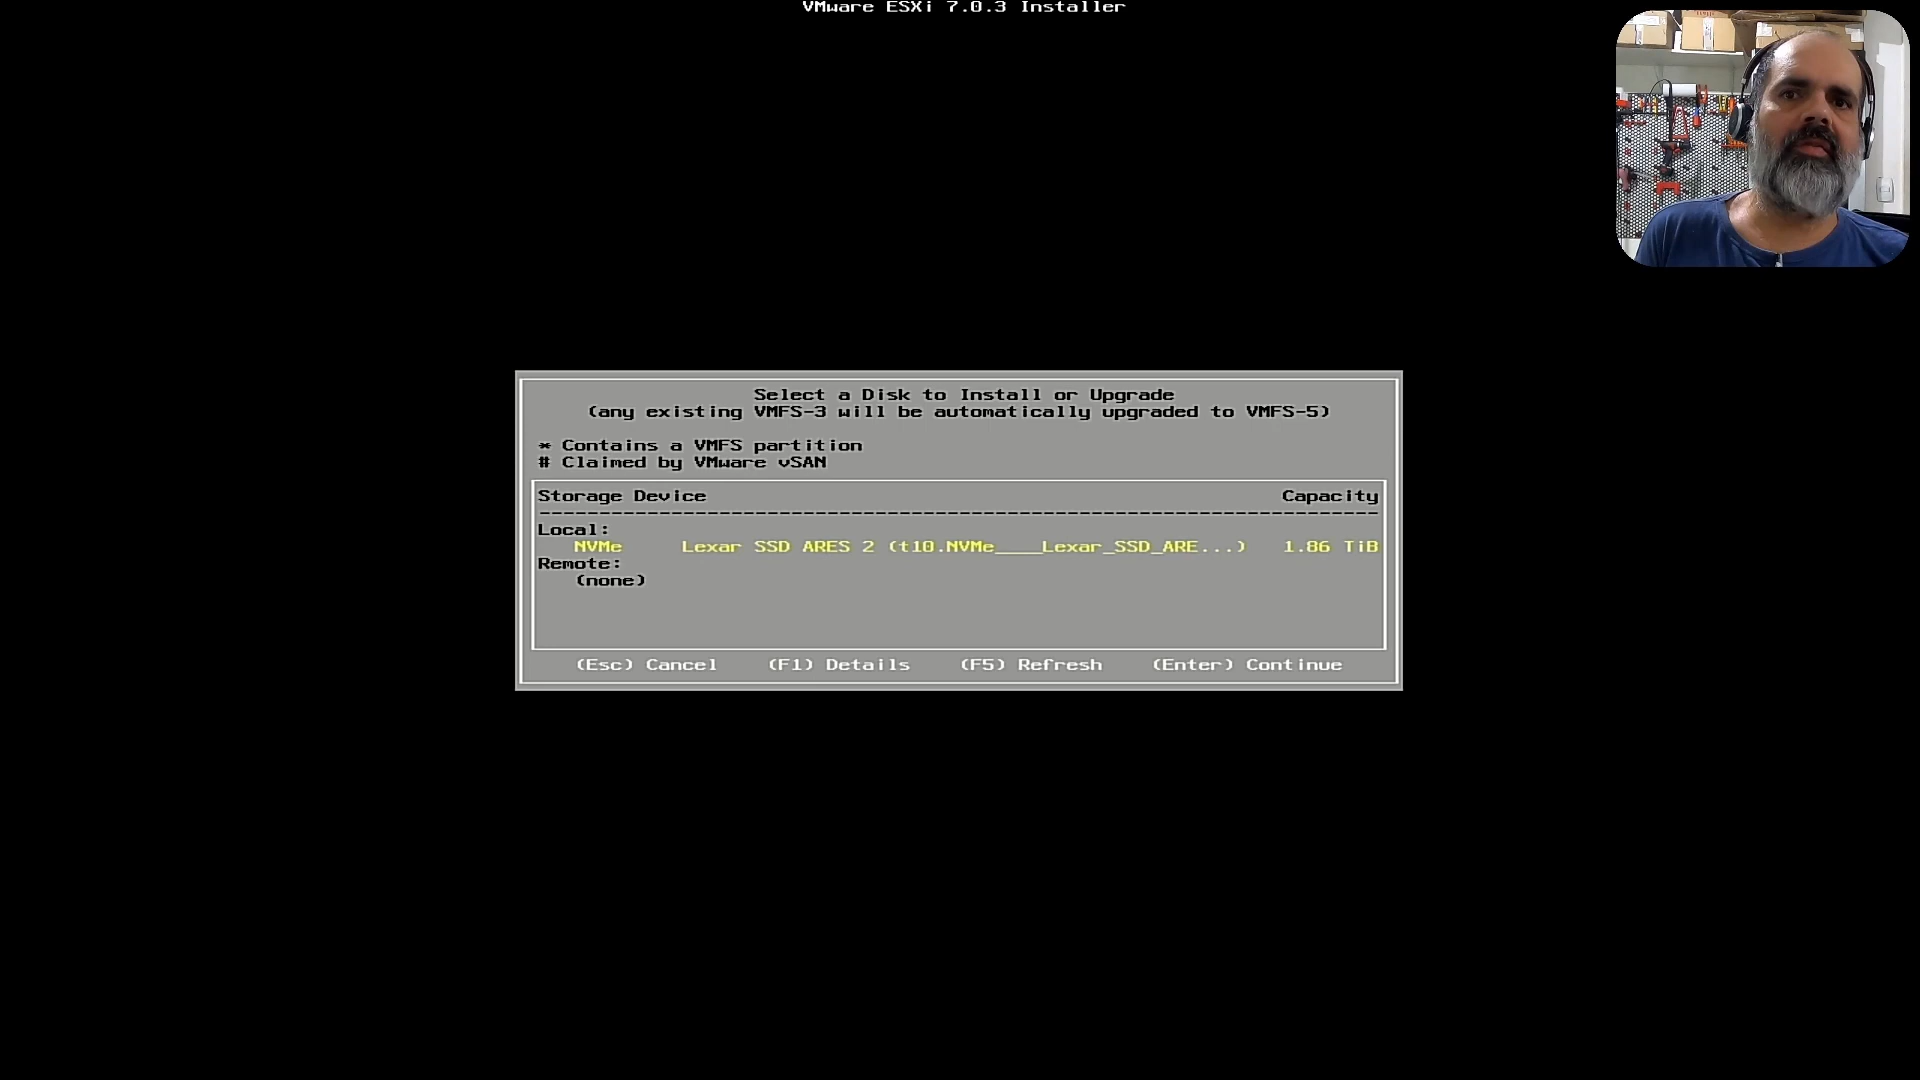 VMware ESXi 7.0.3 Installer
Select a Disk to Install or Upgrade
(any existing VMFS-3 will be automatically upgraded to VMFS-5)
* Contains a VMFS partition
# Claimed by VMware vSAN
Storage Device Capacity
--------------------------------------------------------------------------------
Local:
NVMe Lexar SSD ARES 2 (t10.NVMe____Lexar_SSD_ARE...) 1.86 TiB
Remote:
(none)
(Esc) Cancel (F1) Details (F5) Refresh (Enter) Continue